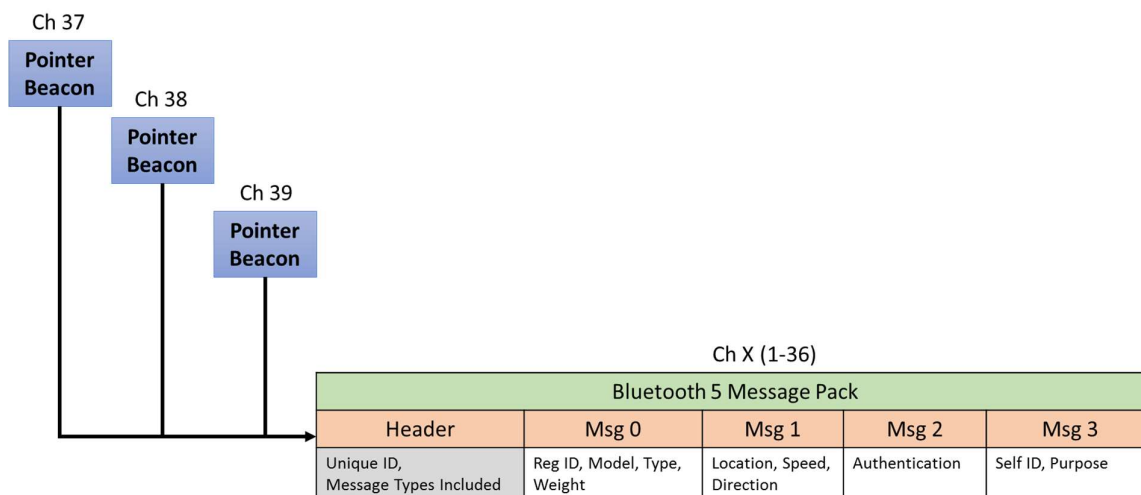 Ch 37
Pointer
Beacon
Ch 38
Pointer
Beacon
Ch 39
Pointer
Beacon
Ch X (1-36)
Bluetooth 5 Message Pack
Header Msg 0 Msg 1 Msg 2 Msg 3
Unique ID,
Message Types Included
Reg ID, Model, Type,
Weight
Location, Speed,
Direction
Authentication
Self ID, Purpose